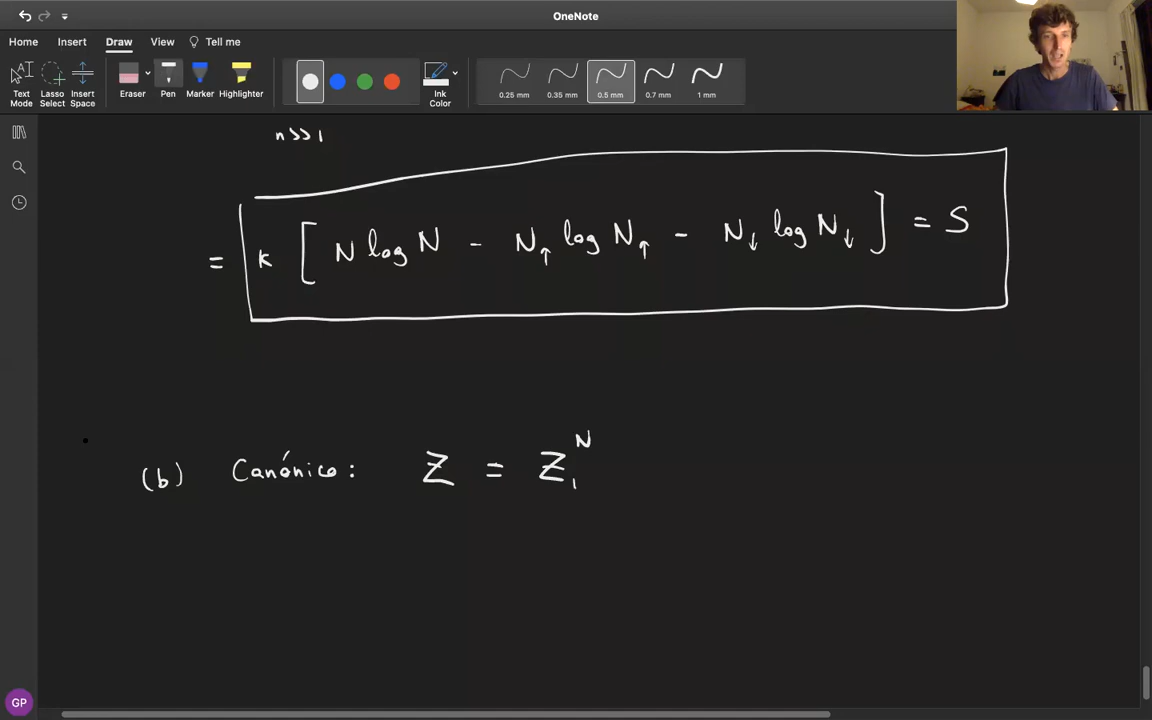 OneNote
Home Insert Draw View Tell me
Text Mode Lasso Select Insert Space Eraser Pen Marker Highlighter Ink Color 0.25 mm 0.35 mm 0.5 mm 0.7 mm 1 mm
n>>1
= k [ N log N - N↑ log N↑ - N↓ log N↓ ] = S
(b) Canónico: Z = Z₁ᴺ
GP